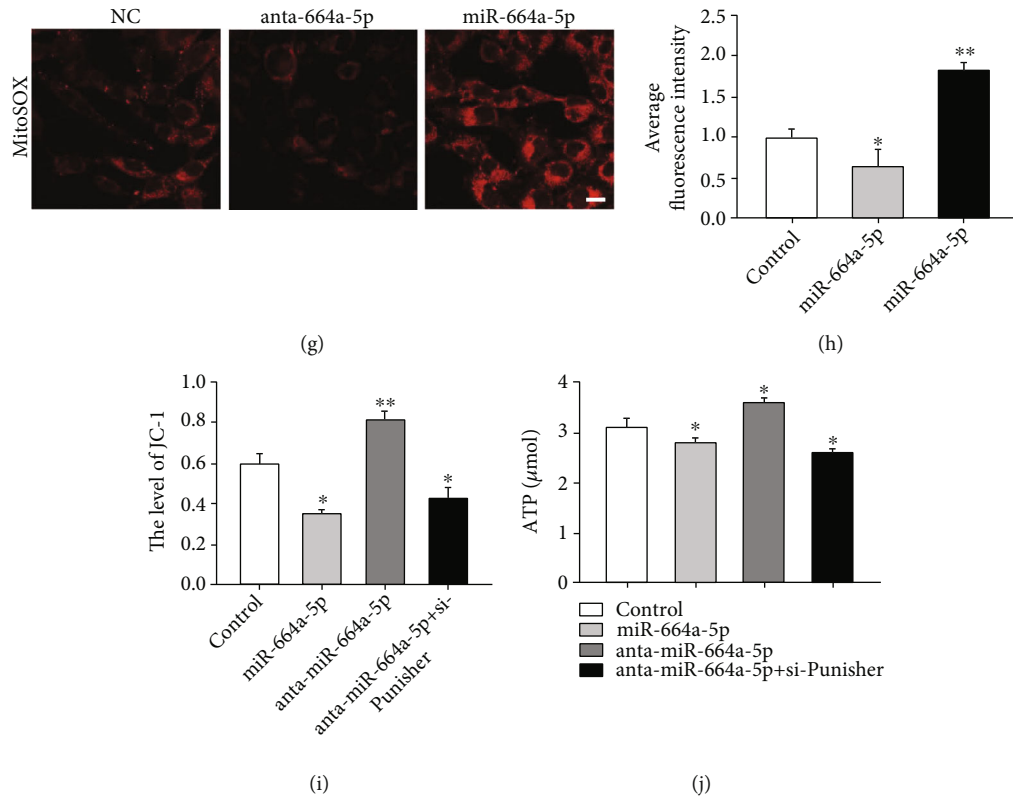 NC
anta-664a-5p
miR-664a-5p
MitoSOX
(g)
Average
fluorescence intensity
2.5
2.0
1.5
1.0
0.5
0.0
*
**
Control
miR-664a-5p
miR-664a-5p
(h)
The level of JC-1
1.0
0.8
0.6
0.4
0.2
0.0
*
**
*
Control
miR-664a-5p
anta-miR-664a-5p
anta-miR-664a-5p+si-
Punisher
(i)
ATP (μmol)
4
3
2
1
0
*
*
*
Control
miR-664a-5p
anta-miR-664a-5p
anta-miR-664a-5p+si-Punisher
(j)